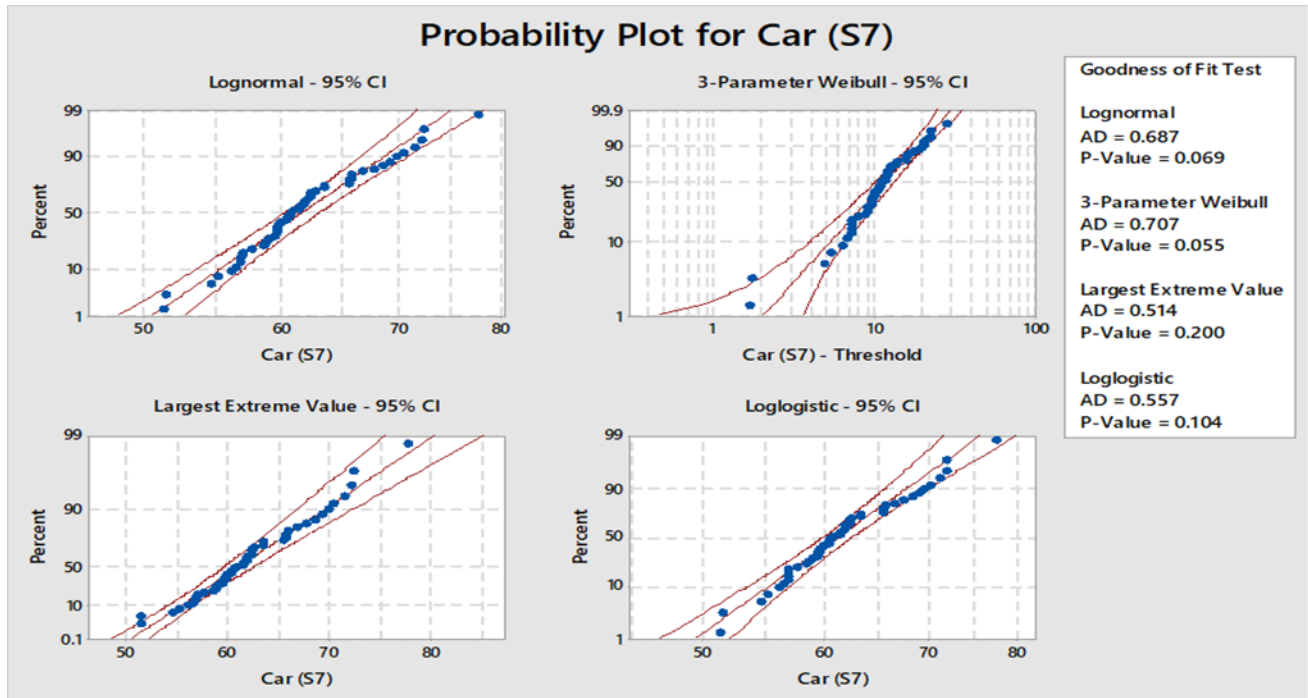 Probability Plot for Car (S7)
Lognormal - 95% CI
99
90
50
10
1
Percent
50 60 70 80
Car (S7)
3-Parameter Weibull - 95% CI
99.9
90
50
10
1
Percent
1 10 100
Car (S7) - Threshold
Largest Extreme Value - 95% CI
99
90
50
10
0.1
Percent
50 60 70 80
Car (S7)
Loglogistic - 95% CI
99
90
50
10
1
Percent
50 60 70 80
Car (S7)
Goodness of Fit Test
Lognormal
AD = 0.687
P-Value = 0.069
3-Parameter Weibull
AD = 0.707
P-Value = 0.055
Largest Extreme Value
AD = 0.514
P-Value = 0.200
Loglogistic
AD = 0.557
P-Value = 0.104